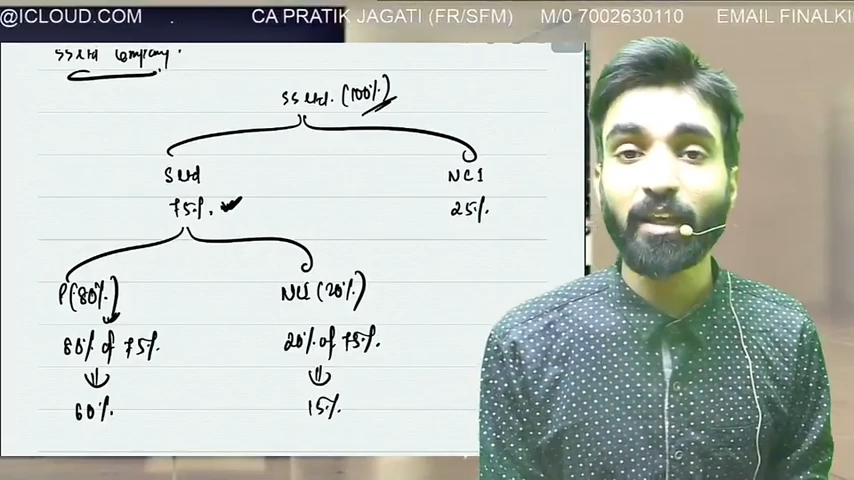 @ICLOUD.COM . CA PRATIK JAGATI (FR/SFM) M/0 7002630110 EMAIL FINALKI
SS Ltd Company.
SS Ltd. (100%)
S Ltd NCI
75%. 25%.
P(80%) NCI (20%)
80% of 75% 20% of 75%.
60%. 15%.